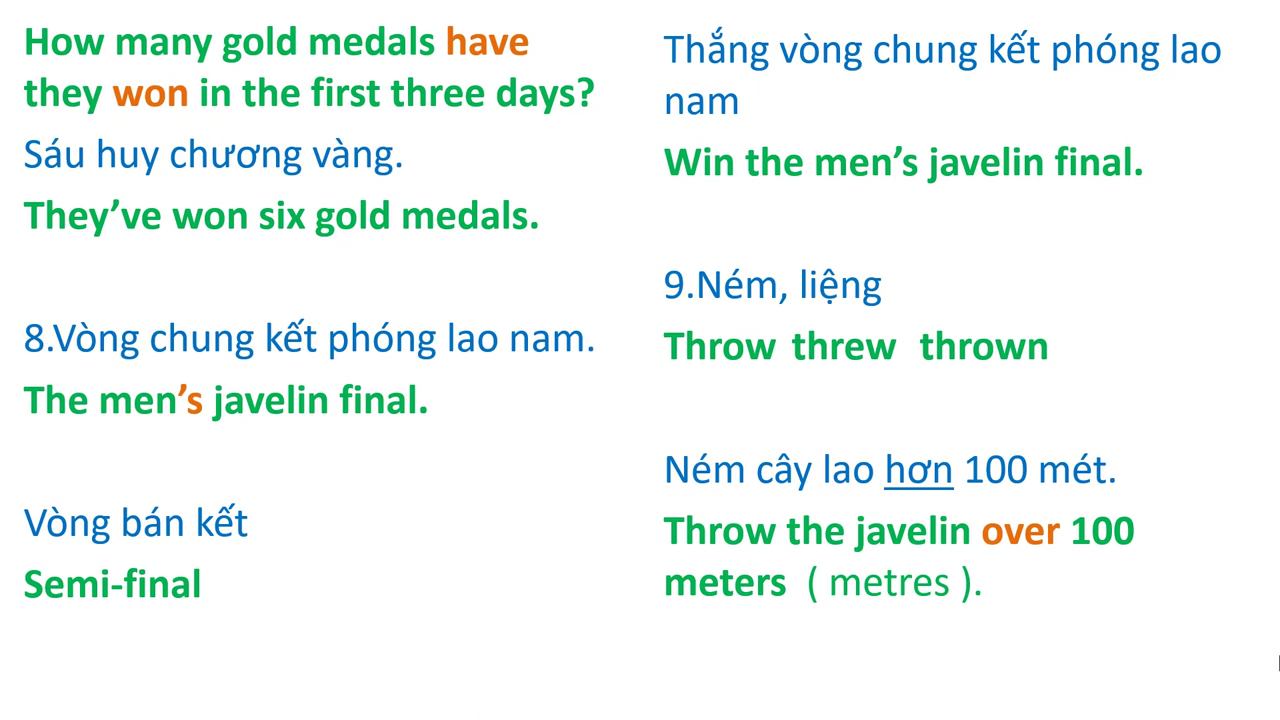 How many gold medals have
they won in the first three days?
Sáu huy chương vàng.
They’ve won six gold medals.
8.Vòng chung kết phóng lao nam.
The men’s javelin final.
Vòng bán kết
Semi-final
Thắng vòng chung kết phóng lao
nam
Win the men’s javelin final.
9.Ném, liệng
Throw threw thrown
Ném cây lao hơn 100 mét.
Throw the javelin over 100
meters ( metres ).